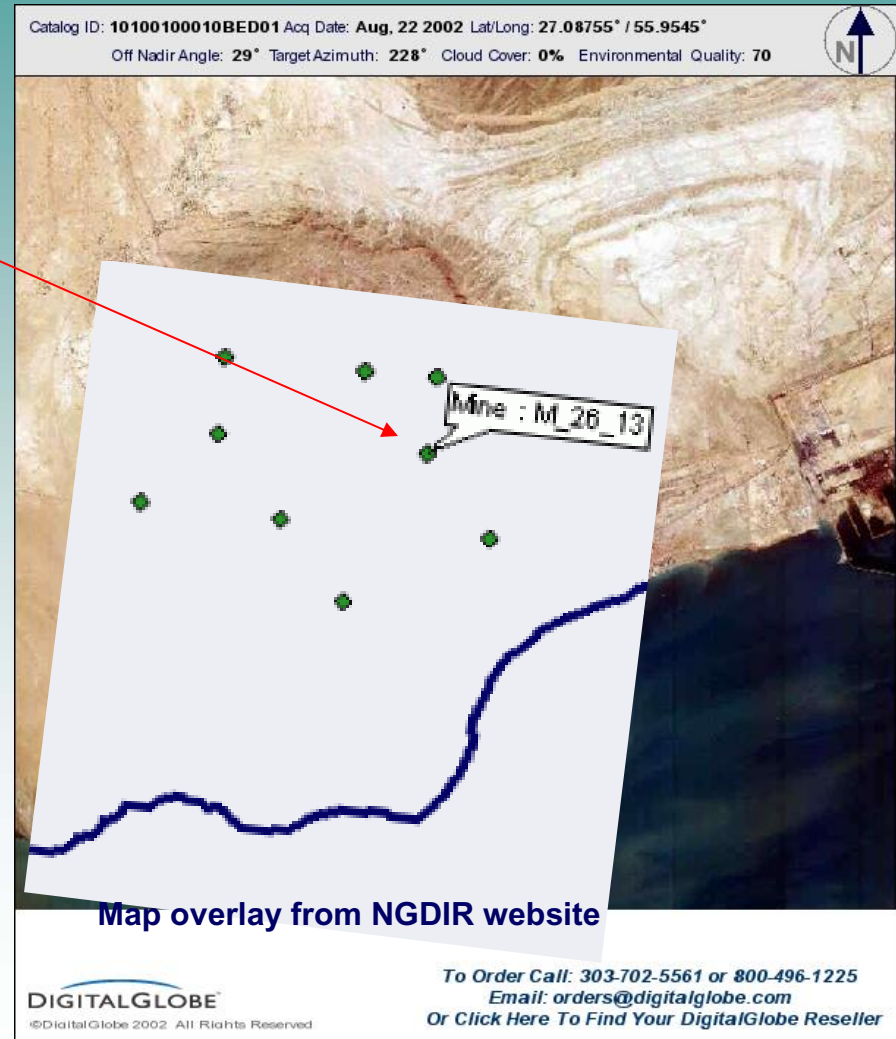 Catalog ID: 10100100010BED01 Acq Date: Aug, 22 2002 Lat/Long: 27.08755° / 55.9545°
Off Nadir Angle: 29° Target Azimuth: 228° Cloud Cover: 0% Environmental Quality: 70
N
Mine : M_26_13
Map overlay from NGDIR website
DIGITALGLOBE
©DigitalGlobe 2002 All Rights Reserved
To Order Call: 303-702-5561 or 800-496-1225
Email: orders@digitalglobe.com
Or Click Here To Find Your DigitalGlobe Reseller